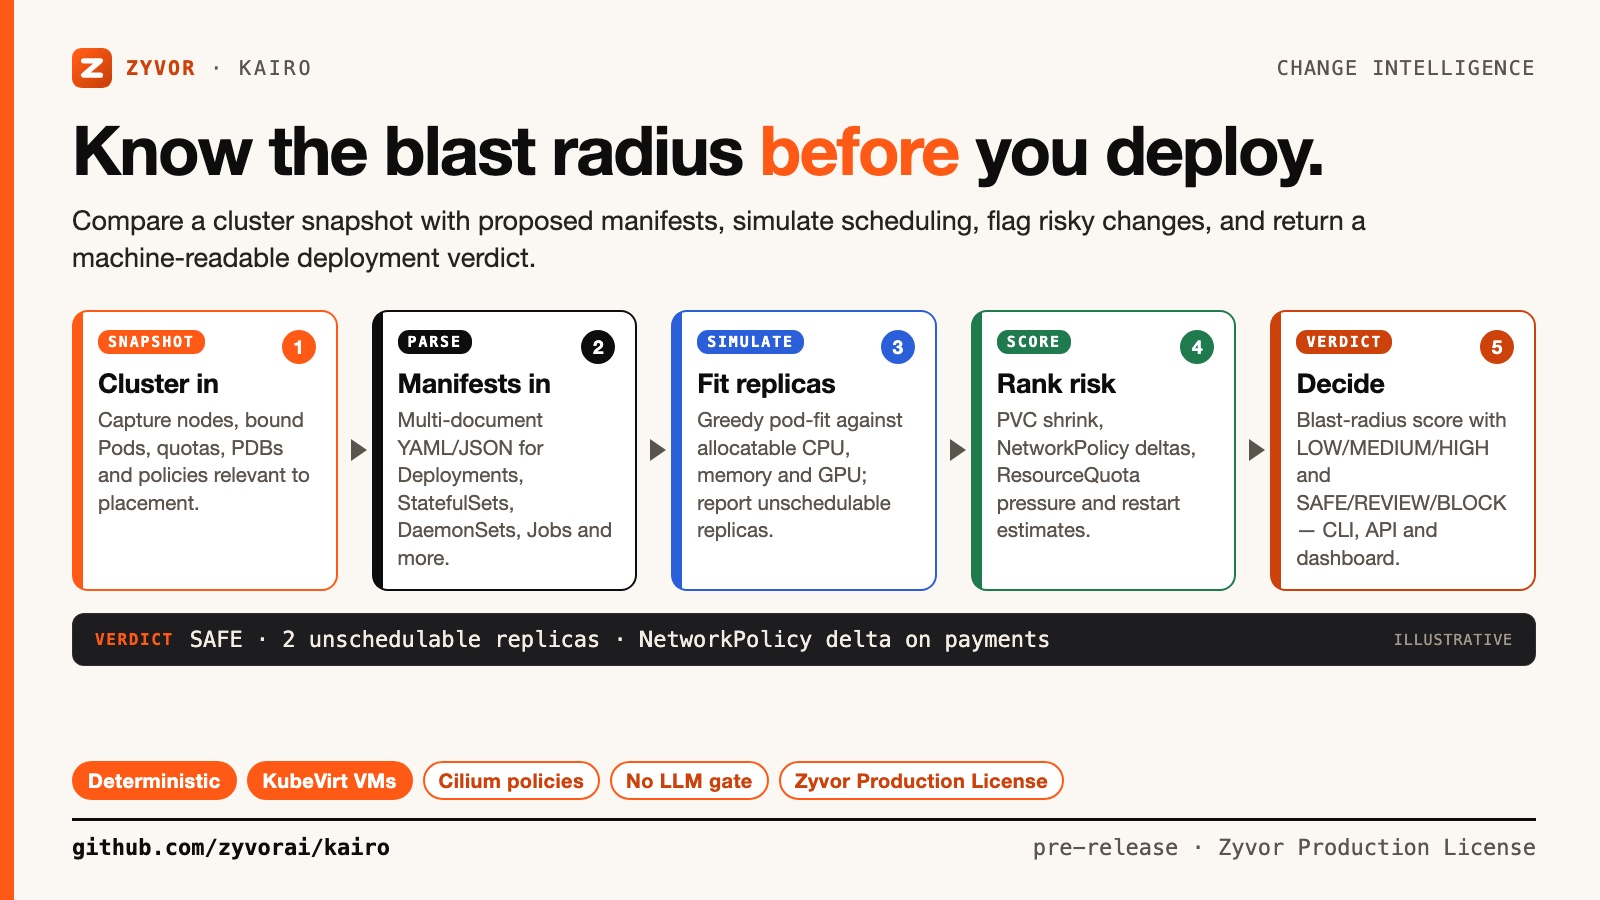 Z ZYVOR · KAIRO
CHANGE INTELLIGENCE
Know the blast radius before you deploy.
Compare a cluster snapshot with proposed manifests, simulate scheduling, flag risky changes, and return a
machine-readable deployment verdict.
SNAPSHOT
1
Cluster in
Capture nodes, bound
Pods, quotas, PDBs
and policies relevant to
placement.
PARSE
2
Manifests in
Multi-document
YAML/JSON for
Deployments,
StatefulSets,
DaemonSets, Jobs and
more.
SIMULATE
3
Fit replicas
Greedy pod-fit against
allocatable CPU,
memory and GPU;
report unschedulable
replicas.
SCORE
4
Rank risk
PVC shrink,
NetworkPolicy deltas,
ResourceQuota
pressure and restart
estimates.
VERDICT
5
Decide
Blast-radius score with
LOW/MEDIUM/HIGH
and
SAFE/REVIEW/BLOCK
— CLI, API and
dashboard.
VERDICT SAFE · 2 unschedulable replicas · NetworkPolicy delta on payments
ILLUSTRATIVE
Deterministic
KubeVirt VMs
Cilium policies
No LLM gate
Zyvor Production License
github.com/zyvorai/kairo
pre-release · Zyvor Production License